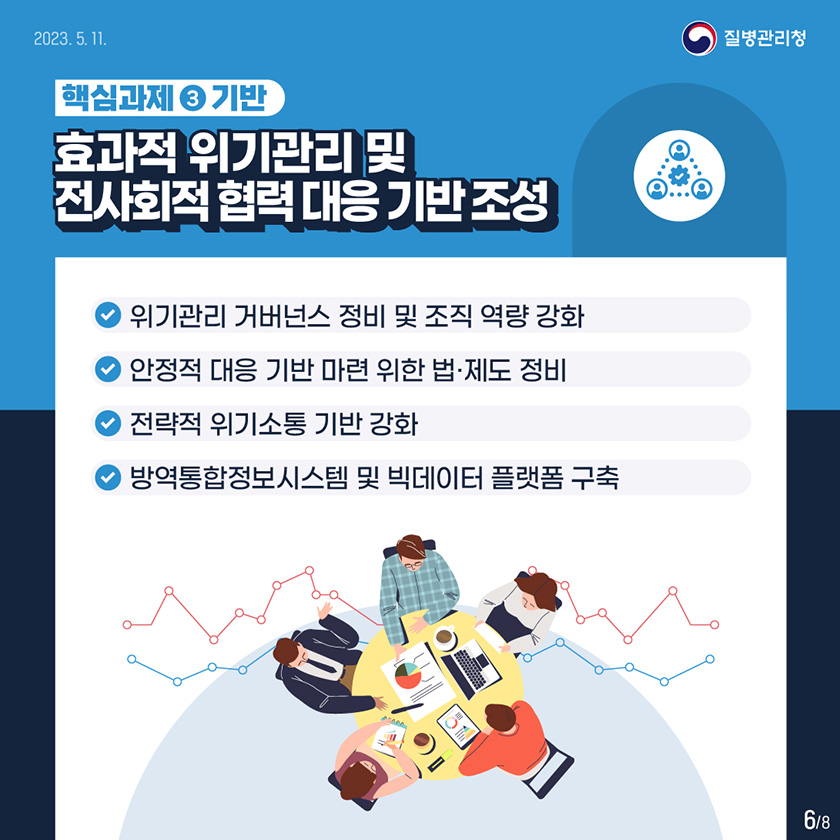 2023. 5. 11.
질병관리청
핵심과제 ❸ 기반
효과적 위기관리 및
전사회적 협력 대응 기반 조성
위기관리 거버넌스 정비 및 조직 역량 강화
안정적 대응 기반 마련 위한 법·제도 정비
전략적 위기소통 기반 강화
방역통합정보시스템 및 빅데이터 플랫폼 구축
6/8